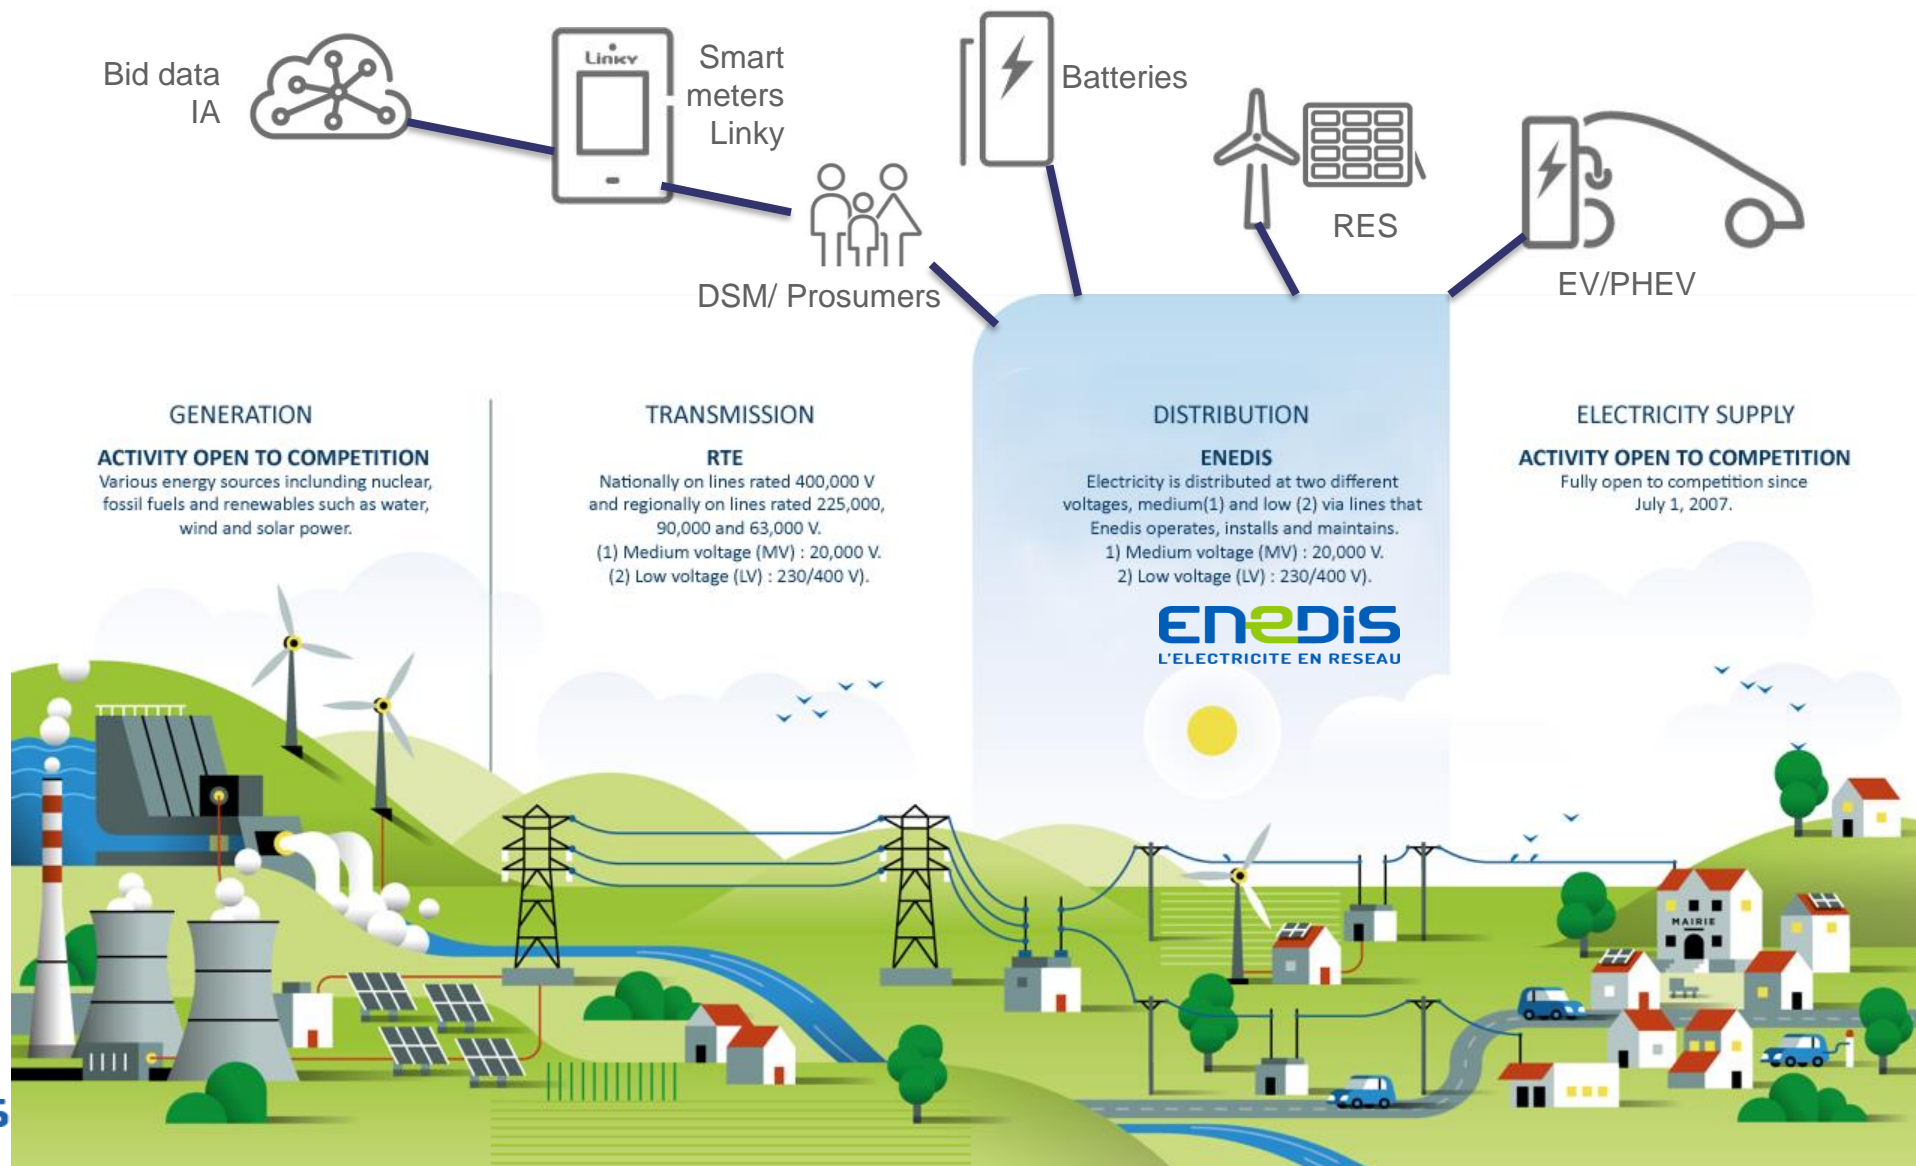 Bid data
IA
Linky
Smart
meters
Linky
Batteries
RES
DSM/ Prosumers
EV/PHEV
GENERATION
ACTIVITY OPEN TO COMPETITION
Various energy sources inclunding nuclear,
fossil fuels and renewables such as water,
wind and solar power.
TRANSMISSION
RTE
Nationally on lines rated 400,000 V
and regionally on lines rated 225,000,
90,000 and 63,000 V.
(1) Medium voltage (MV) : 20,000 V.
(2) Low voltage (LV) : 230/400 V).
DISTRIBUTION
ENEDIS
Electricity is distributed at two different
voltages, medium(1) and low (2) via lines that
Enedis operates, installs and maintains.
1) Medium voltage (MV) : 20,000 V.
2) Low voltage (LV) : 230/400 V).
ENEDIS
L'ELECTRICITE EN RESEAU
ELECTRICITY SUPPLY
ACTIVITY OPEN TO COMPETITION
Fully open to competition since
July 1, 2007.
MAIRIE